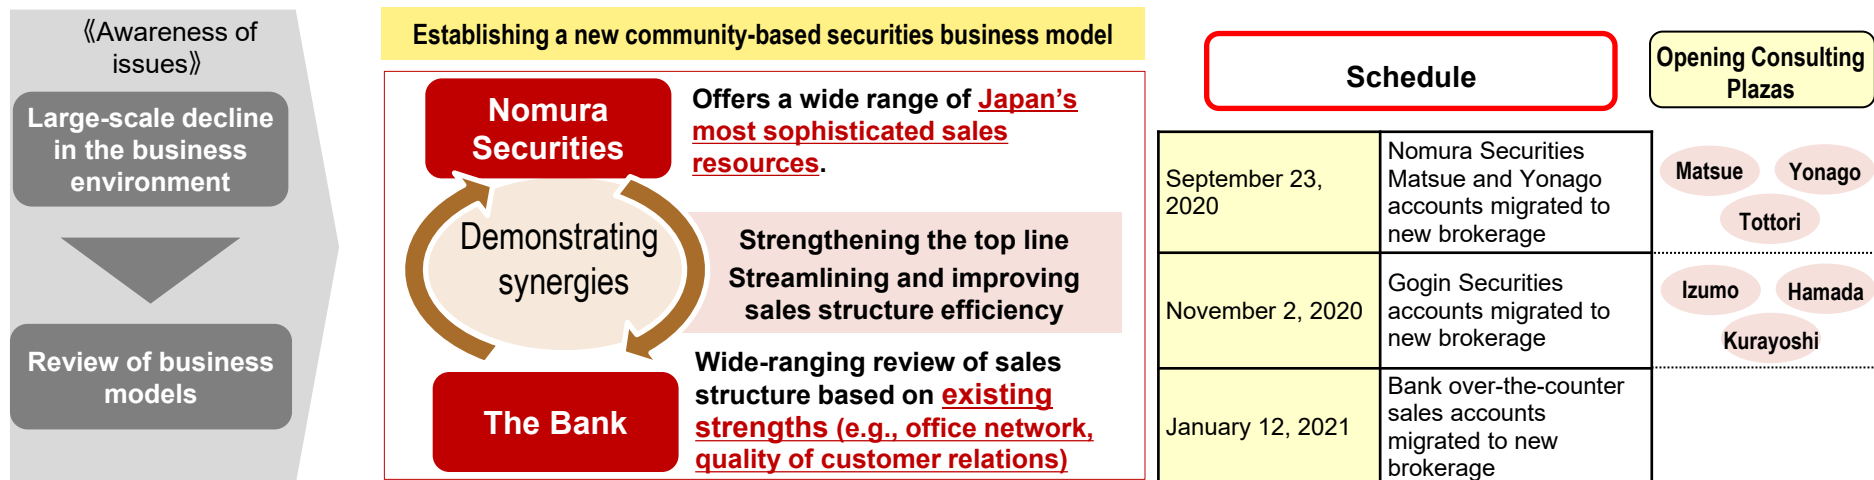 《Awareness of
issues》
Large-scale decline
in the business
environment
Review of business
models
Establishing a new community-based securities business model
Nomura
Securities
Offers a wide range of Japan's
most sophisticated sales
resources.
Demonstrating
synergies
Strengthening the top line
Streamlining and improving
sales structure efficiency
The Bank
Wide-ranging review of sales
structure based on existing
strengths (e.g., office network,
quality of customer relations)
Schedule
Opening Consulting
Plazas
September 23,
2020
Nomura Securities
Matsue and Yonago
accounts migrated to
new brokerage
Matsue
Yonago
Tottori
November 2, 2020
Gogin Securities
accounts migrated to
new brokerage
Izumo
Hamada
Kurayoshi
January 12, 2021
Bank over-the-counter
sales accounts
migrated to new
brokerage